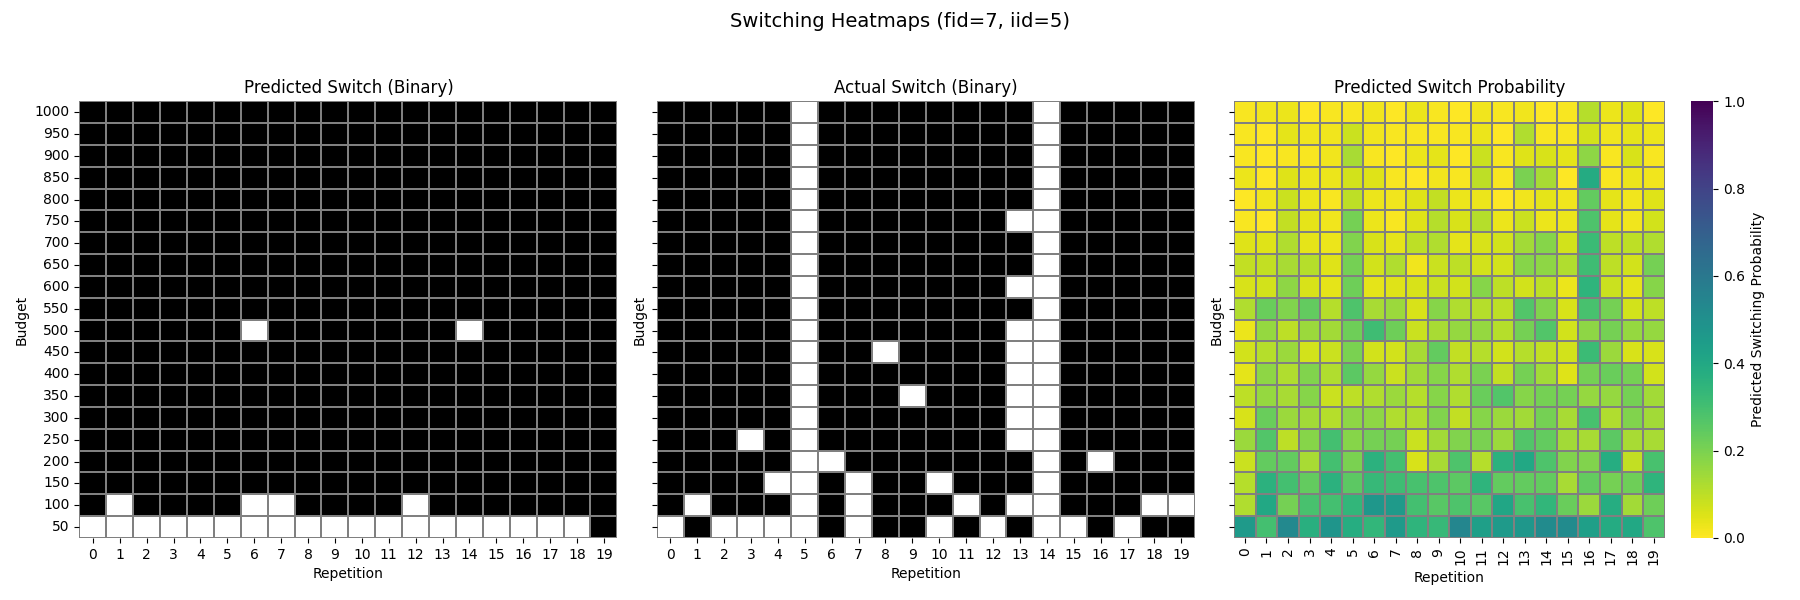 Switching Heatmaps (fid=7, iid=5)
Predicted Switch (Binary)
Budget
1000
950
900
850
800
750
700
650
600
550
500
450
400
350
300
250
200
150
100
50
0 1 2 3 4 5 6 7 8 9 10 11 12 13 14 15 16 17 18 19
Repetition
Actual Switch (Binary)
Budget
0 1 2 3 4 5 6 7 8 9 10 11 12 13 14 15 16 17 18 19
Repetition
Predicted Switch Probability
Budget
0 1 2 3 4 5 6 7 8 9 10 11 12 13 14 15 16 17 18 19
Repetition
1.0
0.8
0.6
0.4
0.2
0.0
Predicted Switching Probability